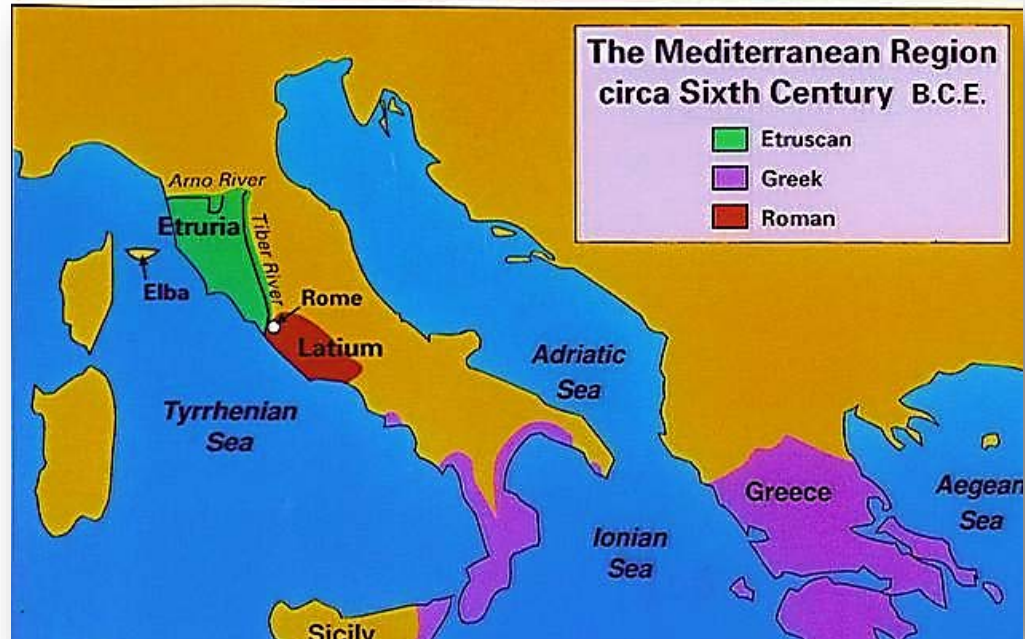 The Mediterranean Region
circa Sixth Century B.C.E.
Etruscan
Greek
Roman
Arno River
Etruria
Tiber River
Elba
Rome
Latium
Adriatic
Sea
Tyrrhenian
Sea
Greece
Aegean
Sea
Ionian
Sea
Sicily